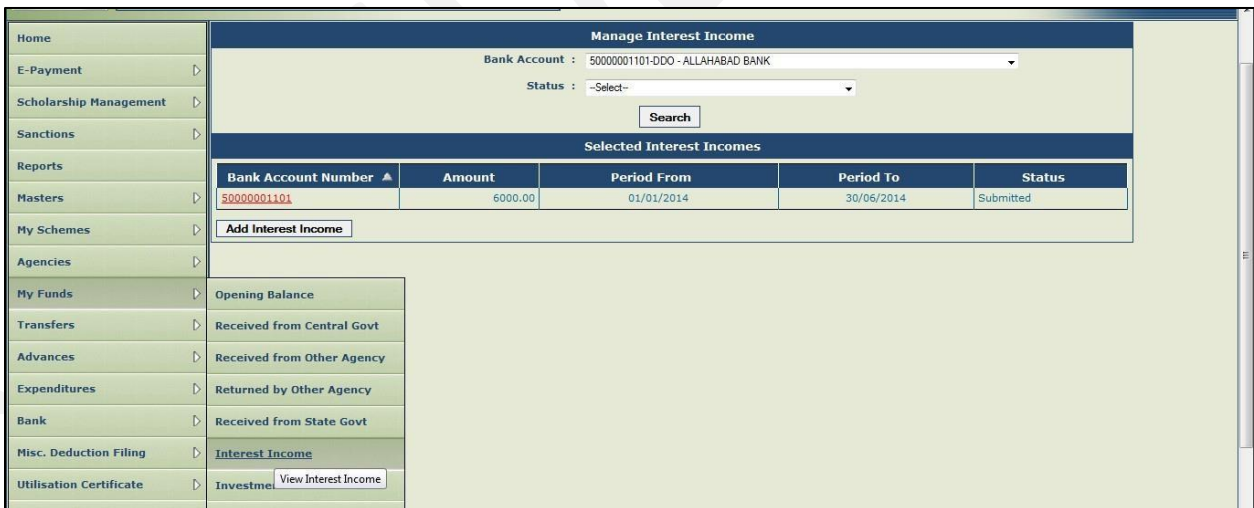 Home
E-Payment
Scholarship Management
Sanctions
Reports
Masters
My Schemes
Agencies
My Funds
Transfers
Advances
Expenditures
Bank
Misc. Deduction Filing
Utilisation Certificate
Opening Balance
Received from Central Govt
Received from Other Agency
Returned by Other Agency
Received from State Govt
Interest Income
View Interest Income
Manage Interest Income
Bank Account : 50000001101-DDO - ALLAHABAD BANK
Status : --Select--
Search
Selected Interest Incomes
Bank Account Number Amount Period From Period To Status
50000001101 6000.00 01/01/2014 30/06/2014 Submitted
Add Interest Income